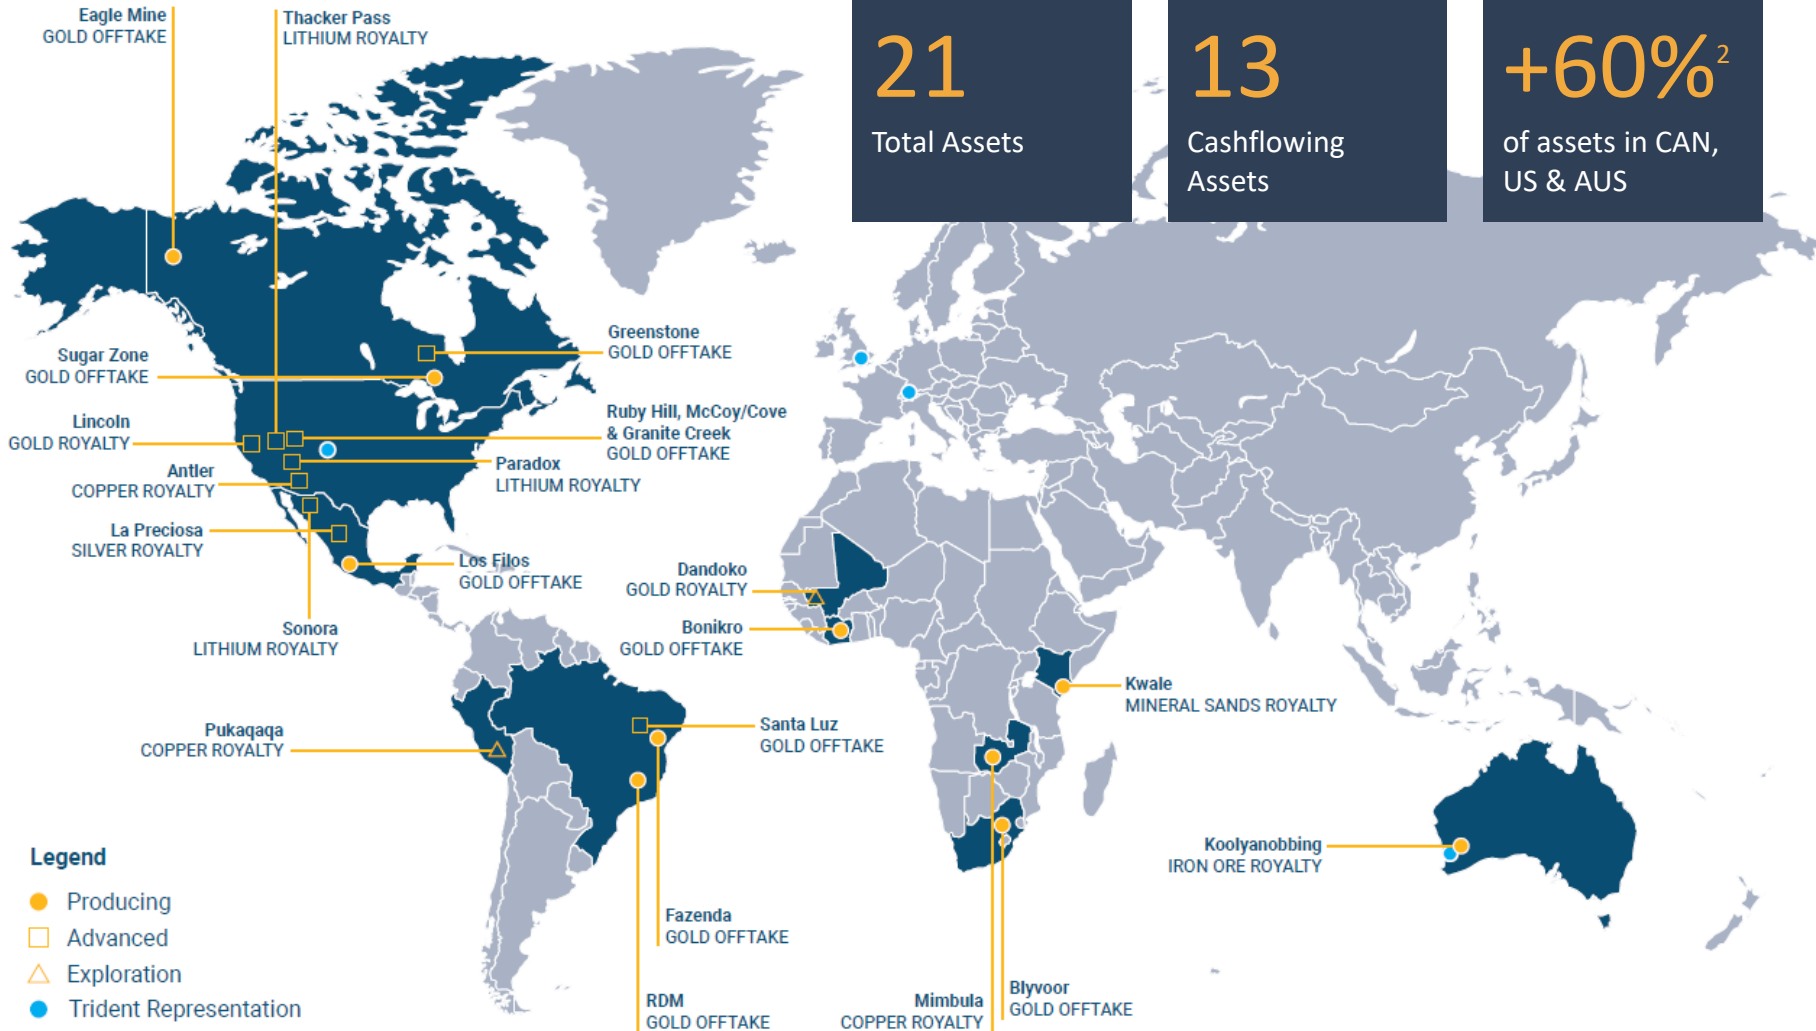 Eagle Mine
GOLD OFFTAKE
Thacker Pass
LITHIUM ROYALTY
21
Total Assets
13
Cashflowing
Assets
+60%2
of assets in CAN,
US & AUS
Greenstone
GOLD OFFTAKE
Sugar Zone
GOLD OFFTAKE
Lincoln
GOLD ROYALTY
Ruby Hill, McCoy/Cove
& Granite Creek
GOLD OFFTAKE
Antler
COPPER ROYALTY
Paradox
LITHIUM ROYALTY
La Preciosa
SILVER ROYALTY
Los Filos
GOLD OFFTAKE
Sonora
LITHIUM ROYALTY
Dandoko
GOLD ROYALTY
Bonikro
GOLD OFFTAKE
Kwale
MINERAL SANDS ROYALTY
Pukaqaqa
COPPER ROYALTY
Santa Luz
GOLD OFFTAKE
Koolyanobbing
IRON ORE ROYALTY
Fazenda
GOLD OFFTAKE
RDM
GOLD OFFTAKE
Mimbula
COPPER ROYALTY
Blyvoor
GOLD OFFTAKE
Legend
Producing
Advanced
Exploration
Trident Representation